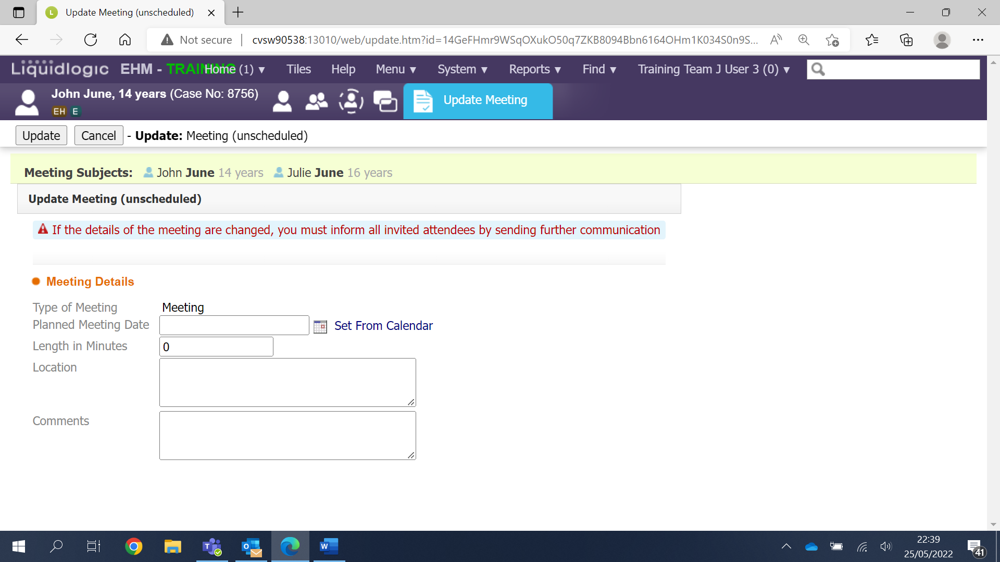 Update Meeting (unscheduled)
Not secure
cvsw90538:13010/web/update.htm?id=14GeFHmr9WSqOXukO50q7ZKB8094Bbn6164OHm1K034S0n9S...
Liquidlogic EHM - TRAINING Home (1) Tiles Help Menu System Reports Find Training Team J User 3 (0)
John June, 14 years (Case No: 8756)
EH E
Update Meeting
Update Cancel - Update: Meeting (unscheduled)
Meeting Subjects: John June 14 years Julie June 16 years
Update Meeting (unscheduled)
If the details of the meeting are changed, you must inform all invited attendees by sending further communication
Meeting Details
Type of Meeting Meeting
Planned Meeting Date Set From Calendar
Length in Minutes 0
Location
Comments
22:39
25/05/2022
41